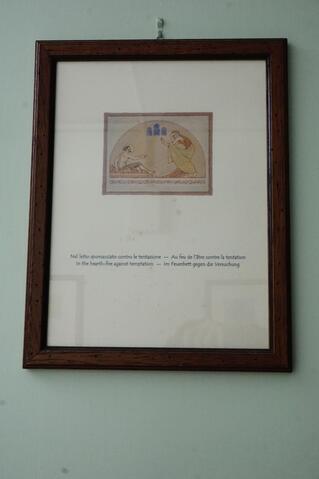 Nel letto spumacciato contro le tentazione — Au feu de l'âtre contre la tentation
In the hearth-fire against temptation — Im Feuerbett gegen die Versuchung